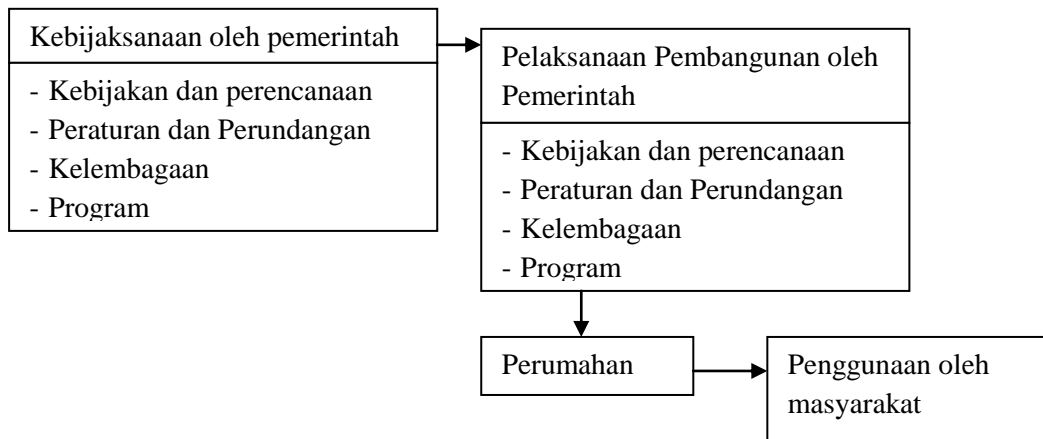 Kebijaksanaan oleh pemerintah
- Kebijakan dan perencanaan
- Peraturan dan Perundangan
- Kelembagaan
- Program
Pelaksanaan Pembangunan oleh
Pemerintah
- Kebijakan dan perencanaan
- Peraturan dan Perundangan
- Kelembagaan
- Program
Perumahan
Penggunaan oleh
masyarakat